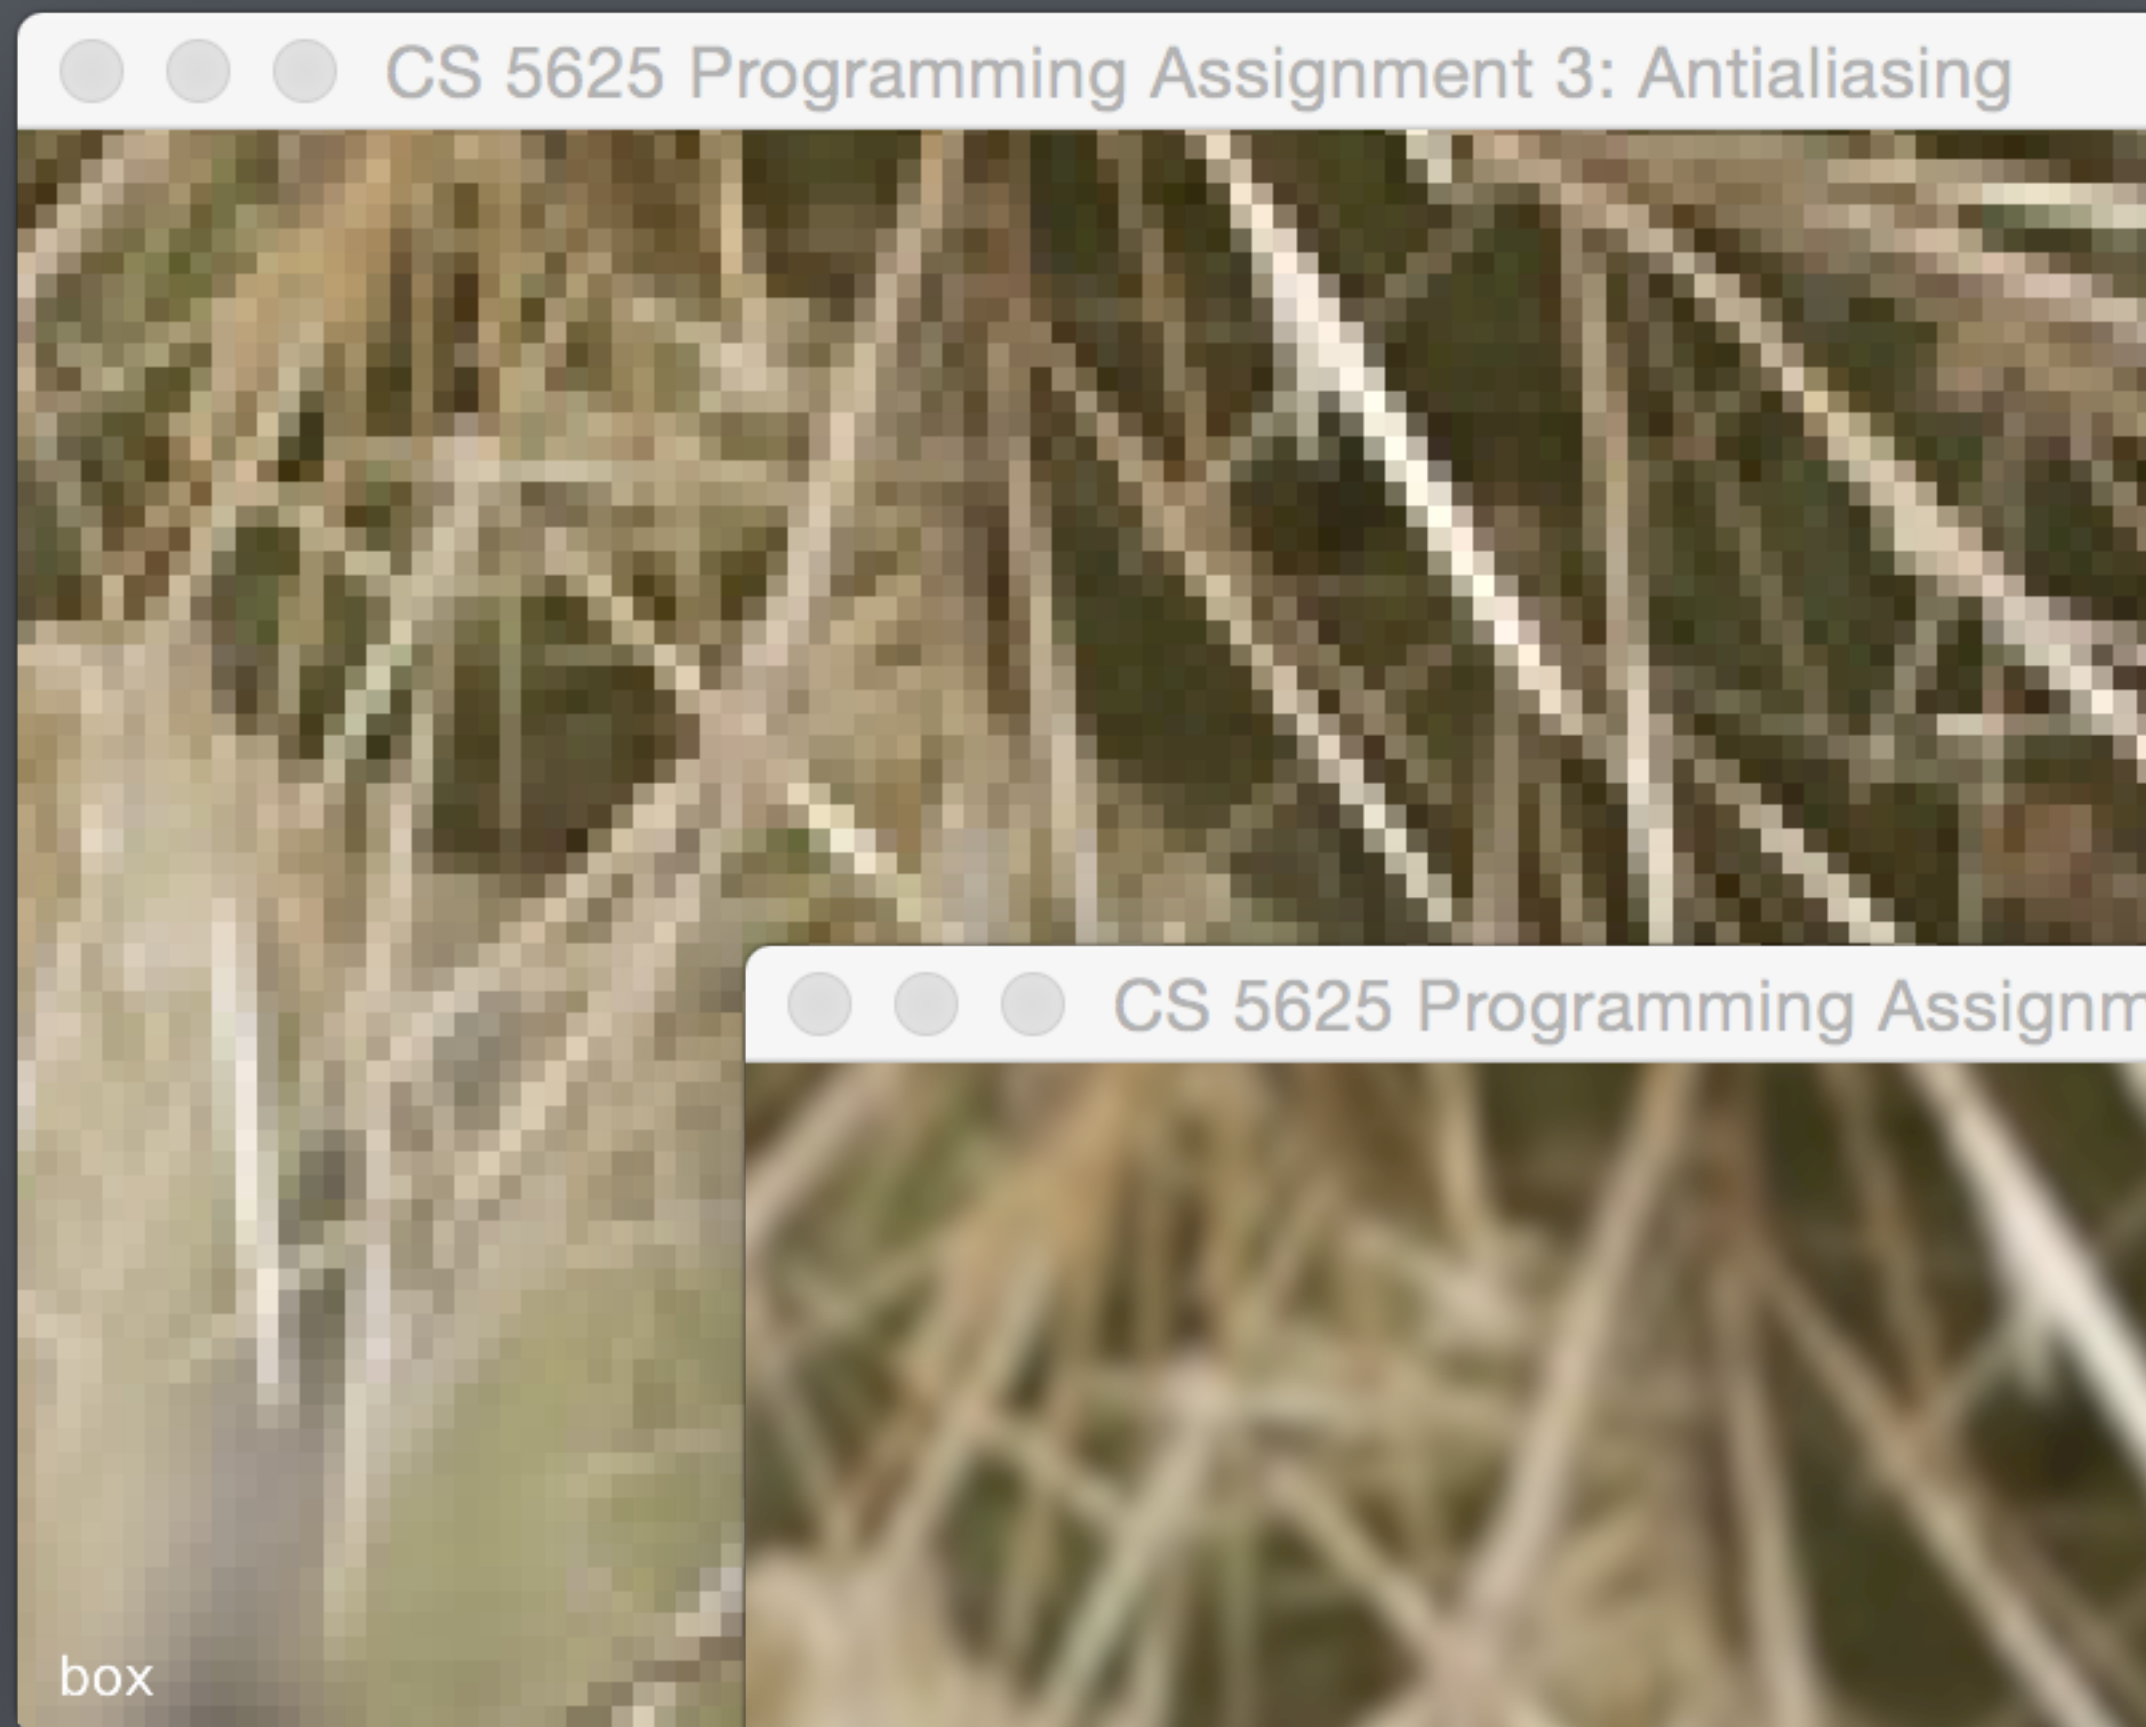 CS 5625 Programming Assignment 3: Antialiasing
CS 5625 Programming Assignm
box